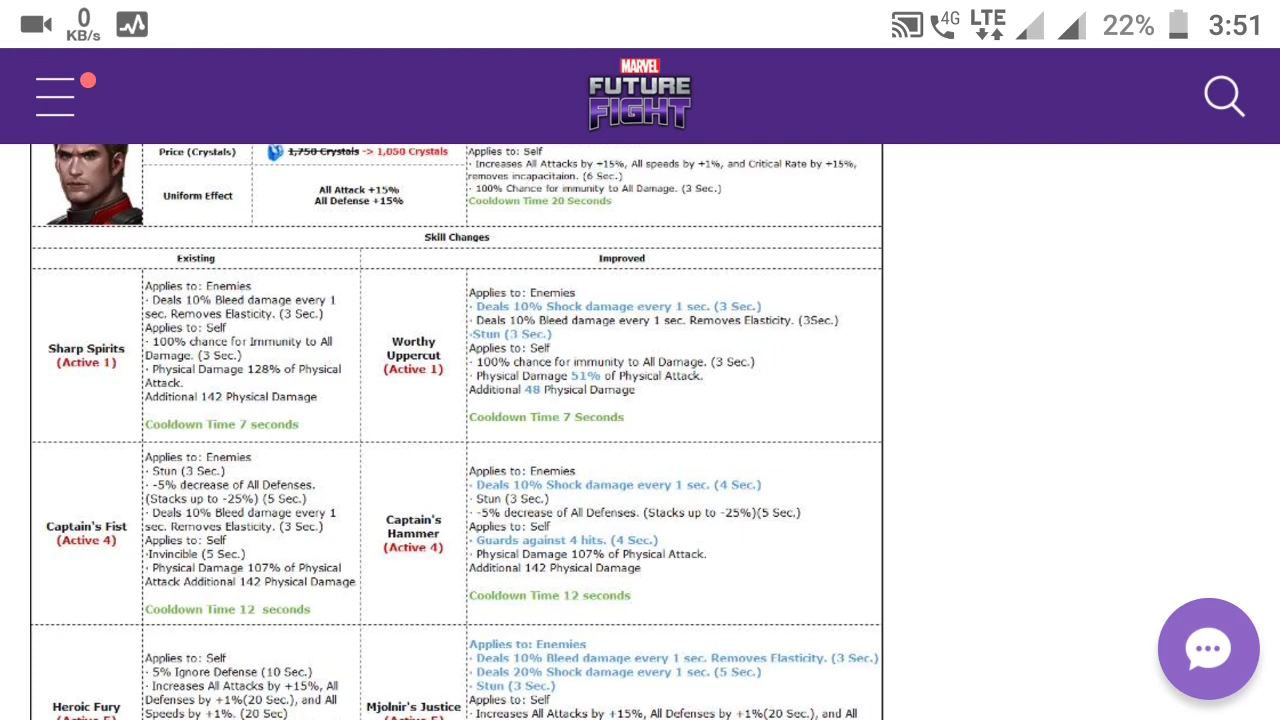 0
KB/s
4G
LTE
22%
3:51
MARVEL
FUTURE
FIGHT
Price (Crystals)
1,750 Crystals -> 1,050 Crystals
Uniform Effect
All Attack +15%
All Defense +15%
Applies to: Self
· Increases All Attacks by +15%, All speeds by +1%, and Critical Rate by +15%,
removes incapacitaion. (6 Sec.)
· 100% Chance for immunity to All Damage. (3 Sec.)
Cooldown Time 20 Seconds
Skill Changes
Existing
Improved
Sharp Spirits
(Active 1)
Applies to: Enemies
· Deals 10% Bleed damage every 1
sec. Removes Elasticity. (3 Sec.)
Applies to: Self
· 100% chance for Immunity to All
Damage. (3 Sec.)
· Physical Damage 128% of Physical
Attack.
Additional 142 Physical Damage
Cooldown Time 7 seconds
Worthy
Uppercut
(Active 1)
Applies to: Enemies
· Deals 10% Shock damage every 1 sec. (3 Sec.)
· Deals 10% Bleed damage every 1 sec. Removes Elasticity. (3Sec.)
·Stun (3 Sec.)
Applies to: Self
· 100% chance for immunity to All Damage. (3 Sec.)
· Physical Damage 51% of Physical Attack.
Additional 48 Physical Damage
Cooldown Time 7 Seconds
Captain's Fist
(Active 4)
Applies to: Enemies
· Stun (3 Sec.)
· -5% decrease of All Defenses.
(Stacks up to -25%) (5 Sec.)
· Deals 10% Bleed damage every 1
sec. Removes Elasticity. (3 Sec.)
Applies to: Self
·Invincible (5 Sec.)
· Physical Damage 107% of Physical
Attack Additional 142 Physical Damage
Cooldown Time 12 seconds
Captain's
Hammer
(Active 4)
Applies to: Enemies
· Deals 10% Shock damage every 1 sec. (4 Sec.)
· Stun (3 Sec.)
· -5% decrease of All Defenses. (Stacks up to -25%)(5 Sec.)
Applies to: Self
· Guards against 4 hits. (4 Sec.)
· Physical Damage 107% of Physical Attack.
Additional 142 Physical Damage
Cooldown Time 12 seconds
Heroic Fury
(Active 5)
Applies to: Self
· 5% Ignore Defense (10 Sec.)
· Increases All Attacks by +15%, All
Defenses by +1%(20 Sec.), and All
Speeds by +1%. (20 Sec)
Mjolnir's Justice
(Active 5)
Applies to: Enemies
· Deals 10% Bleed damage every 1 sec. Removes Elasticity. (3 Sec.)
· Deals 20% Shock damage every 1 sec. (5 Sec.)
· Stun (3 Sec.)
Applies to: Self
· Increases All Attacks by +15%, All Defenses by +1%(20 Sec.), and All